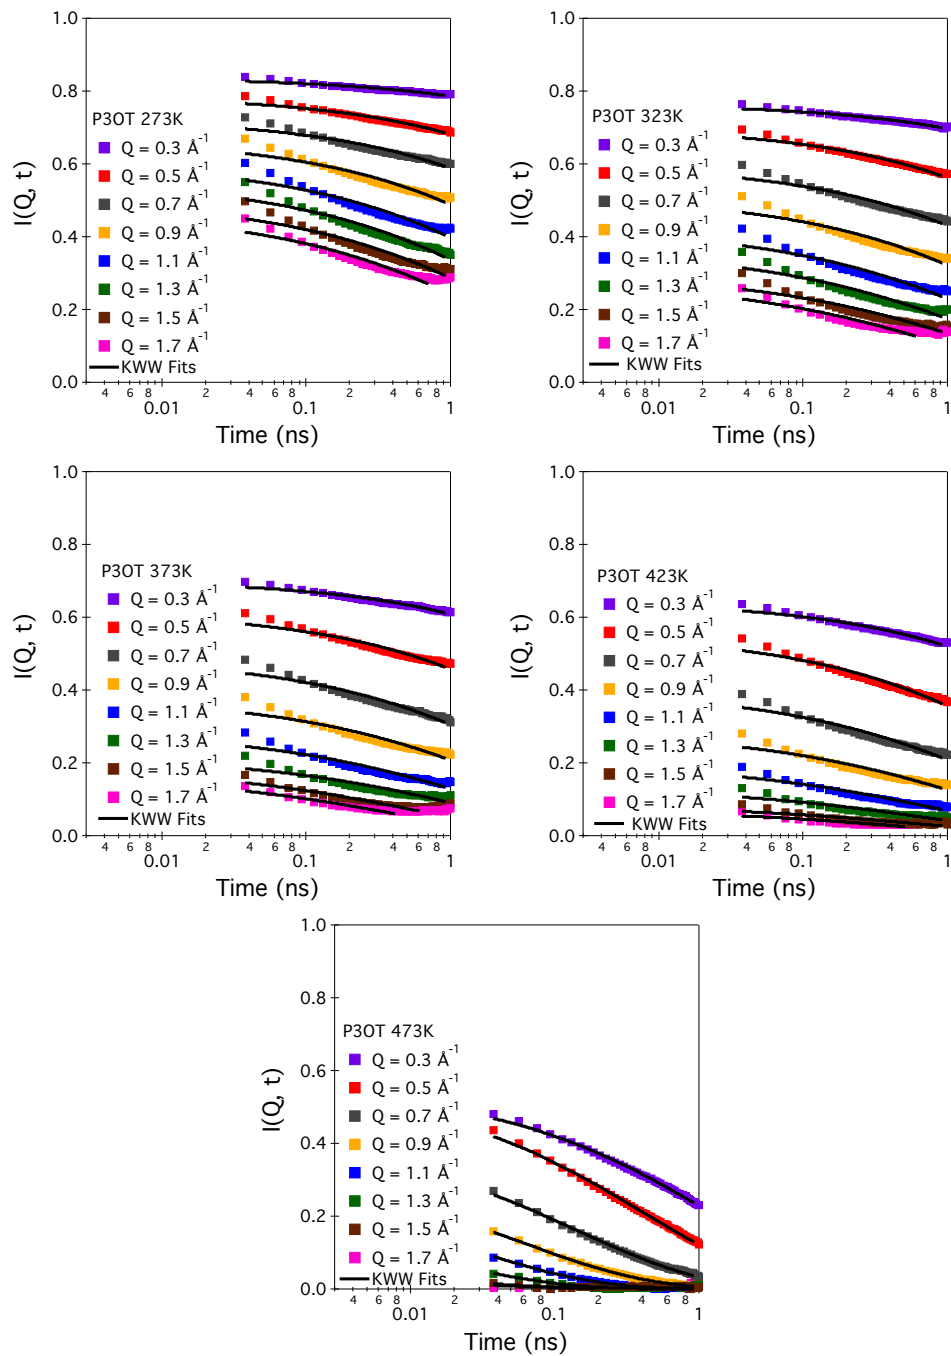 1.0
0.8
0.6
0.4
0.2
0.0
I(Q, t)
P3OT 273K
Q = 0.3 Å⁻¹
Q = 0.5 Å⁻¹
Q = 0.7 Å⁻¹
Q = 0.9 Å⁻¹
Q = 1.1 Å⁻¹
Q = 1.3 Å⁻¹
Q = 1.5 Å⁻¹
Q = 1.7 Å⁻¹
KWW Fits
4 6 8 2 4 6 8 2 4 6 8
0.01 0.1 1
Time (ns)
1.0
0.8
0.6
0.4
0.2
0.0
I(Q, t)
P3OT 323K
Q = 0.3 Å⁻¹
Q = 0.5 Å⁻¹
Q = 0.7 Å⁻¹
Q = 0.9 Å⁻¹
Q = 1.1 Å⁻¹
Q = 1.3 Å⁻¹
Q = 1.5 Å⁻¹
Q = 1.7 Å⁻¹
KWW Fits
4 6 8 2 4 6 8 2 4 6 8
0.01 0.1 1
Time (ns)
1.0
0.8
0.6
0.4
0.2
0.0
I(Q, t)
P3OT 373K
Q = 0.3 Å⁻¹
Q = 0.5 Å⁻¹
Q = 0.7 Å⁻¹
Q = 0.9 Å⁻¹
Q = 1.1 Å⁻¹
Q = 1.3 Å⁻¹
Q = 1.5 Å⁻¹
Q = 1.7 Å⁻¹
KWW Fits
4 6 8 2 4 6 8 2 4 6 8
0.01 0.1 1
Time (ns)
1.0
0.8
0.6
0.4
0.2
0.0
I(Q, t)
P3OT 423K
Q = 0.3 Å⁻¹
Q = 0.5 Å⁻¹
Q = 0.7 Å⁻¹
Q = 0.9 Å⁻¹
Q = 1.1 Å⁻¹
Q = 1.3 Å⁻¹
Q = 1.5 Å⁻¹
Q = 1.7 Å⁻¹
KWW Fits
4 6 8 2 4 6 8 2 4 6 8
0.01 0.1 1
Time (ns)
1.0
0.8
0.6
0.4
0.2
0.0
I(Q, t)
P3OT 473K
Q = 0.3 Å⁻¹
Q = 0.5 Å⁻¹
Q = 0.7 Å⁻¹
Q = 0.9 Å⁻¹
Q = 1.1 Å⁻¹
Q = 1.3 Å⁻¹
Q = 1.5 Å⁻¹
Q = 1.7 Å⁻¹
KWW Fits
4 6 8 2 4 6 8 2 4 6 8
0.01 0.1 1
Time (ns)